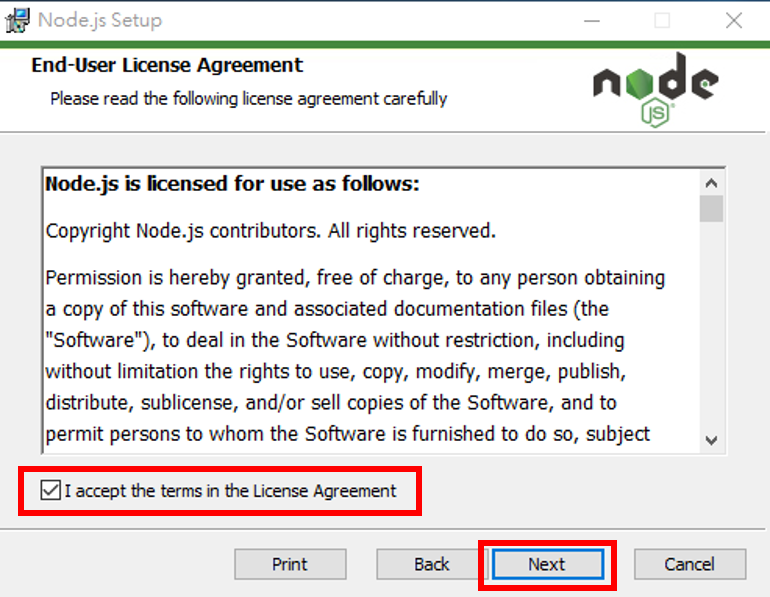 Node.js Setup
End-User License Agreement
Please read the following license agreement carefully
node
JS
Node.js is licensed for use as follows:
Copyright Node.js contributors. All rights reserved.
Permission is hereby granted, free of charge, to any person obtaining
a copy of this software and associated documentation files (the
"Software"), to deal in the Software without restriction, including
without limitation the rights to use, copy, modify, merge, publish,
distribute, sublicense, and/or sell copies of the Software, and to
permit persons to whom the Software is furnished to do so, subject
I accept the terms in the License Agreement
Print Back Next Cancel